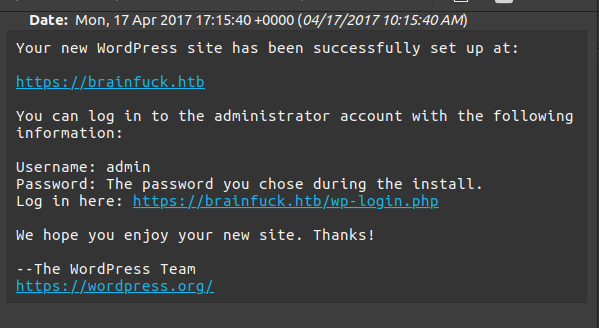 Date: Mon, 17 Apr 2017 17:15:40 +0000 (04/17/2017 10:15:40 AM)
Your new WordPress site has been successfully set up at:
https://brainfuck.htb
You can log in to the administrator account with the following
information:
Username: admin
Password: The password you chose during the install.
Log in here: https://brainfuck.htb/wp-login.php
We hope you enjoy your new site. Thanks!
--The WordPress Team
https://wordpress.org/